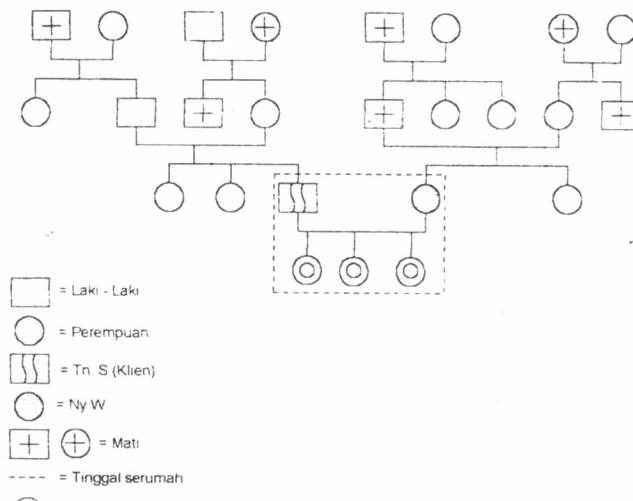 = Laki - Laki
= Perempuan
= Tn. S (Klien)
= Ny W
= Mati
= Tinggal serumah